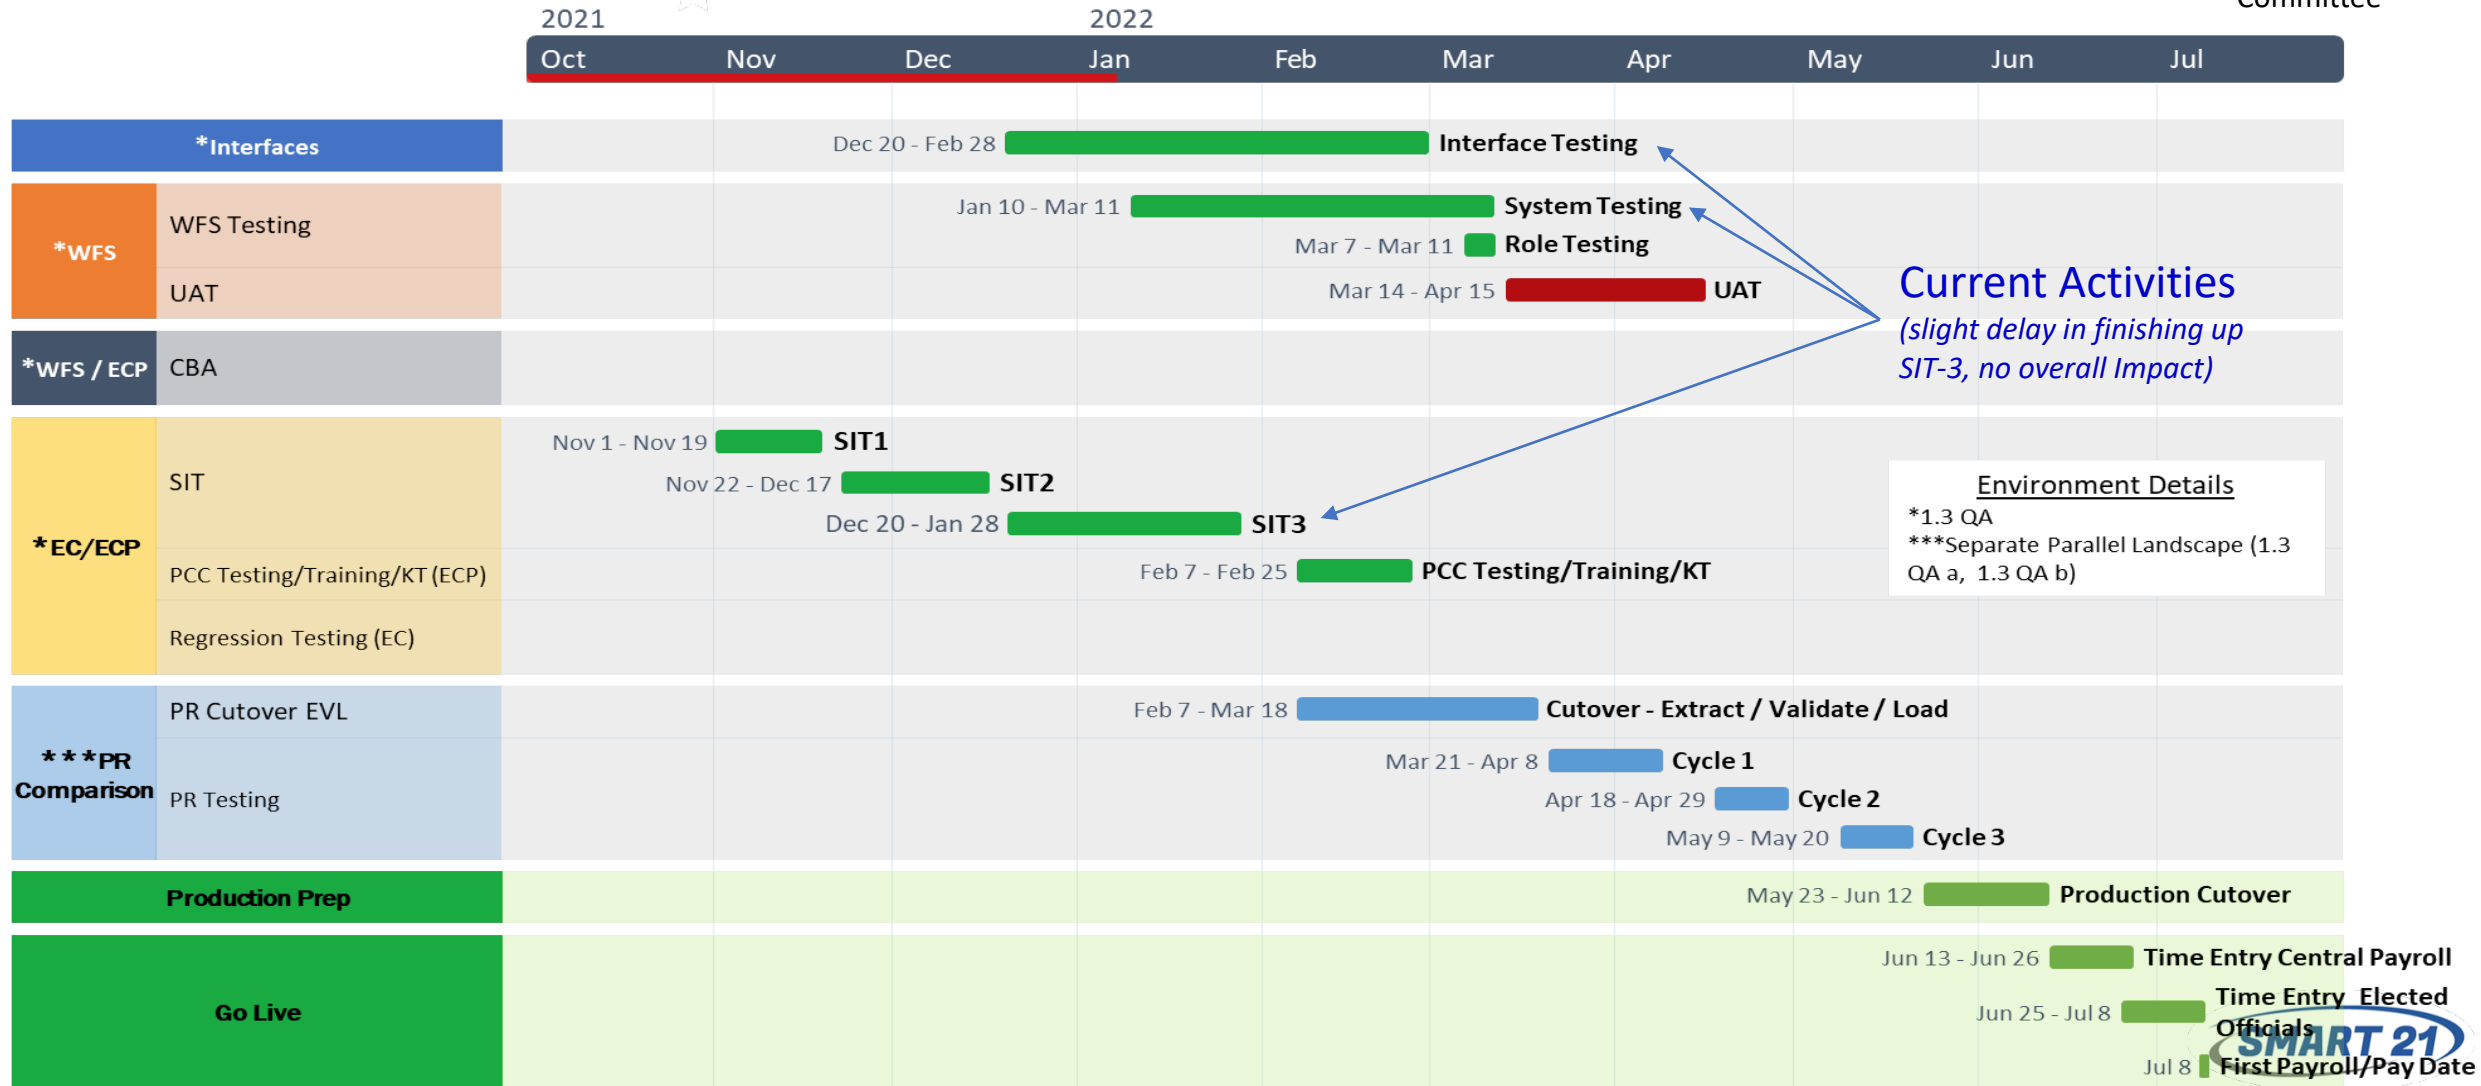 Committee
2021 2022
Oct Nov Dec Jan Feb Mar Apr May Jun Jul
*Interfaces
Dec 20 - Feb 28 Interface Testing
*WFS
WFS Testing
Jan 10 - Mar 11 System Testing
Mar 7 - Mar 11 Role Testing
UAT
Mar 14 - Apr 15 UAT
Current Activities
(slight delay in finishing up
SIT-3, no overall Impact)
*WFS / ECP
CBA
*EC/ECP
SIT
Nov 1 - Nov 19 SIT1
Nov 22 - Dec 17 SIT2
Dec 20 - Jan 28 SIT3
PCC Testing/Training/KT (ECP)
Feb 7 - Feb 25 PCC Testing/Training/KT
Regression Testing (EC)
Environment Details
*1.3 QA
***Separate Parallel Landscape (1.3
QA a, 1.3 QA b)
***PR
Comparison
PR Cutover EVL
Feb 7 - Mar 18 Cutover - Extract / Validate / Load
PR Testing
Mar 21 - Apr 8 Cycle 1
Apr 18 - Apr 29 Cycle 2
May 9 - May 20 Cycle 3
Production Prep
May 23 - Jun 12 Production Cutover
Go Live
Jun 13 - Jun 26 Time Entry Central Payroll
Jun 25 - Jul 8 Time Entry Elected
Officials
SMART 21
Jul 8 First Payroll/Pay Date